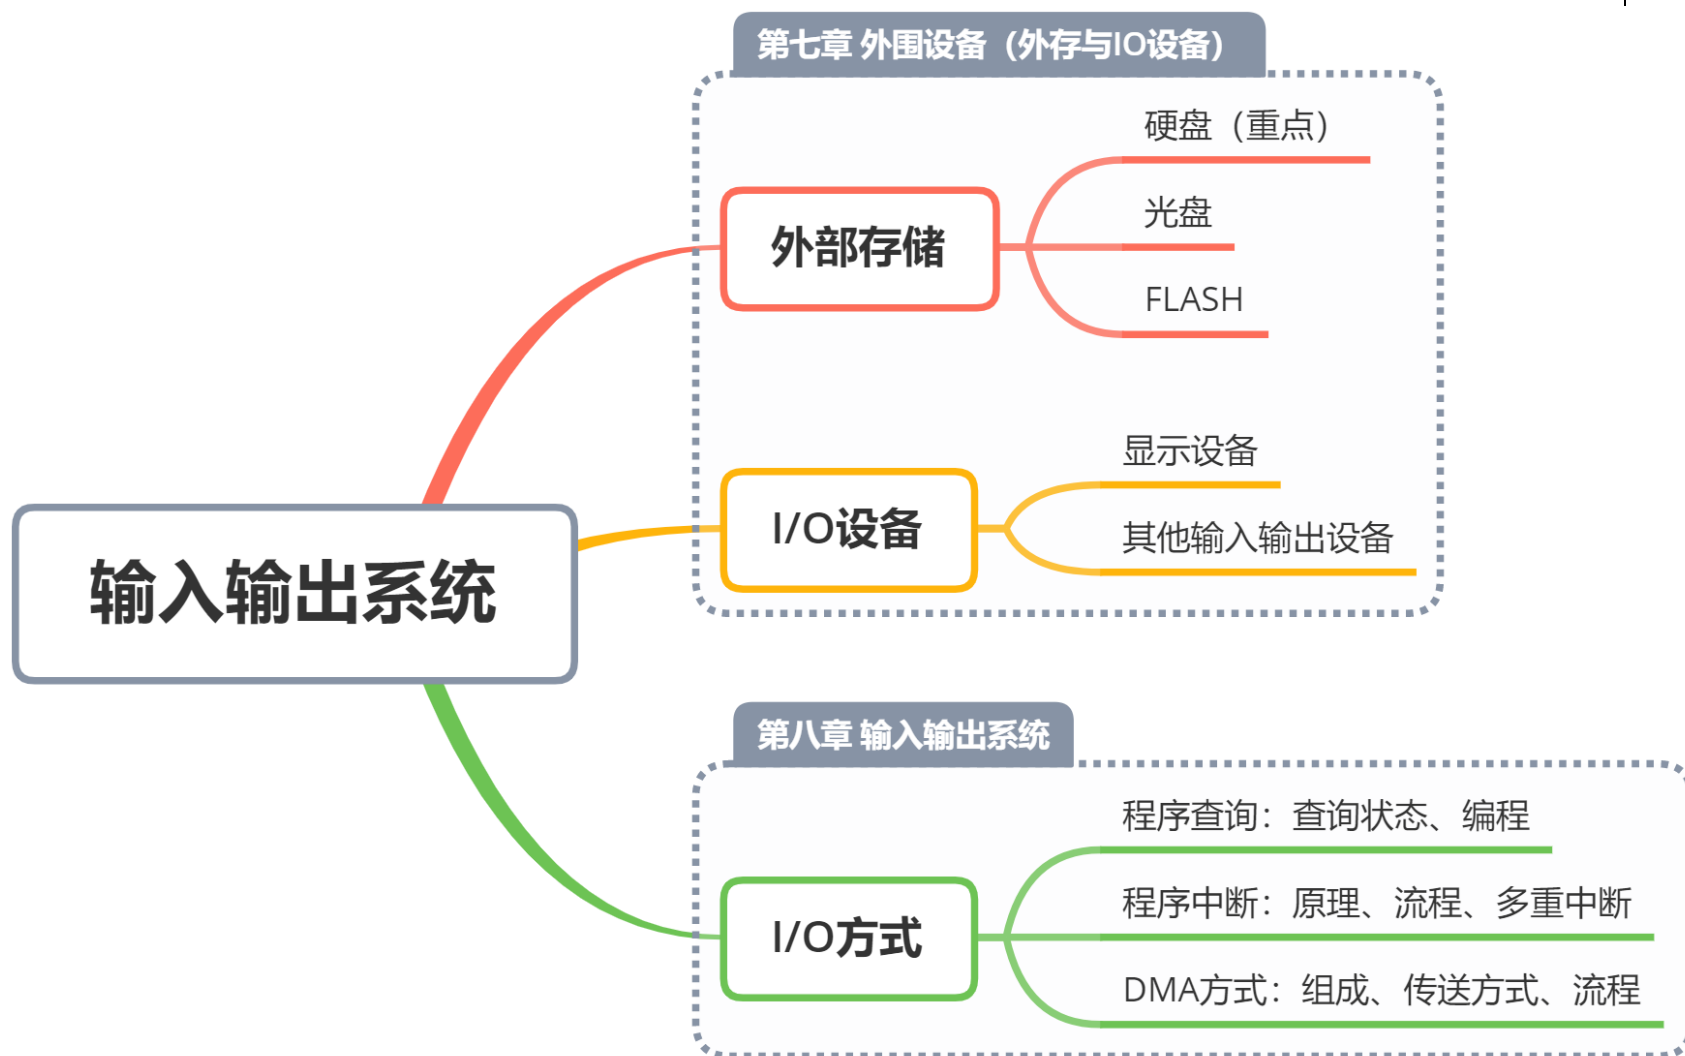 第七章 外围设备（外存与IO设备）
硬盘（重点）
光盘
外部存储
FLASH
显示设备
I/O设备
其他输入输出设备
输入输出系统
第八章 输入输出系统
程序查询：查询状态、编程
程序中断：原理、流程、多重中断
I/O方式
DMA方式：组成、传送方式、流程